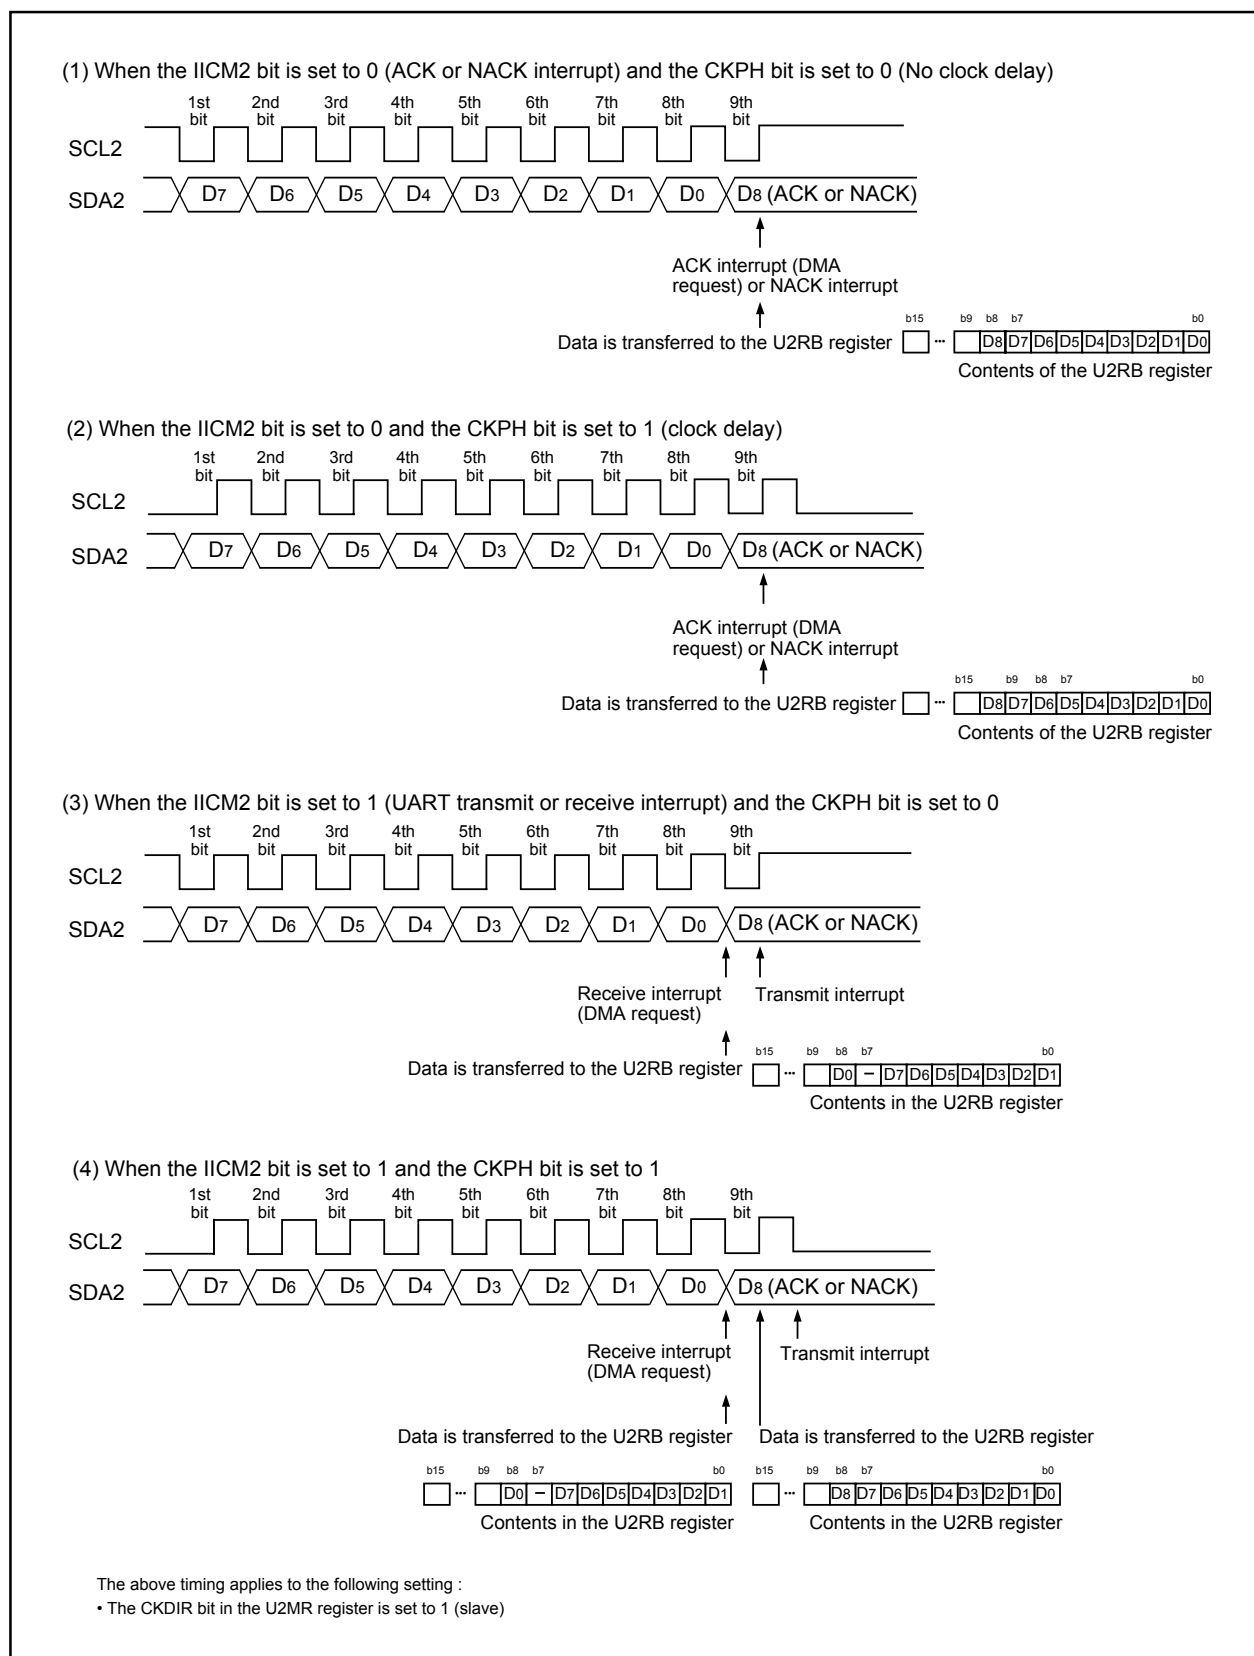 (1) When the IICM2 bit is set to 0 (ACK or NACK interrupt) and the CKPH bit is set to 0 (No clock delay)
1st bit 2nd bit 3rd bit 4th bit 5th bit 6th bit 7th bit 8th bit 9th bit
SCL2
SDA2 D7 D6 D5 D4 D3 D2 D1 D0 D8 (ACK or NACK)
ACK interrupt (DMA
request) or NACK interrupt
b15 b9 b8 b7 b0
Data is transferred to the U2RB register ... D8 D7 D6 D5 D4 D3 D2 D1 D0
Contents of the U2RB register
(2) When the IICM2 bit is set to 0 and the CKPH bit is set to 1 (clock delay)
1st bit 2nd bit 3rd bit 4th bit 5th bit 6th bit 7th bit 8th bit 9th bit
SCL2
SDA2 D7 D6 D5 D4 D3 D2 D1 D0 D8 (ACK or NACK)
ACK interrupt (DMA
request) or NACK interrupt
b15 b9 b8 b7 b0
Data is transferred to the U2RB register ... D8 D7 D6 D5 D4 D3 D2 D1 D0
Contents of the U2RB register
(3) When the IICM2 bit is set to 1 (UART transmit or receive interrupt) and the CKPH bit is set to 0
1st bit 2nd bit 3rd bit 4th bit 5th bit 6th bit 7th bit 8th bit 9th bit
SCL2
SDA2 D7 D6 D5 D4 D3 D2 D1 D0 D8 (ACK or NACK)
Receive interrupt Transmit interrupt
(DMA request)
b15 b9 b8 b7 b0
Data is transferred to the U2RB register ... D0 – D7 D6 D5 D4 D3 D2 D1
Contents in the U2RB register
(4) When the IICM2 bit is set to 1 and the CKPH bit is set to 1
1st bit 2nd bit 3rd bit 4th bit 5th bit 6th bit 7th bit 8th bit 9th bit
SCL2
SDA2 D7 D6 D5 D4 D3 D2 D1 D0 D8 (ACK or NACK)
Receive interrupt Transmit interrupt
(DMA request)
Data is transferred to the U2RB register Data is transferred to the U2RB register
b15 b9 b8 b7 b0 b15 b9 b8 b7 b0
... D0 – D7 D6 D5 D4 D3 D2 D1 ... D8 D7 D6 D5 D4 D3 D2 D1 D0
Contents in the U2RB register Contents in the U2RB register
The above timing applies to the following setting :
• The CKDIR bit in the U2MR register is set to 1 (slave)